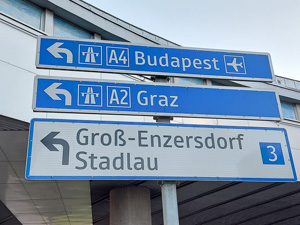 A4 Budapest
A2 Graz
Groß-Enzersdorf
Stadlau 3